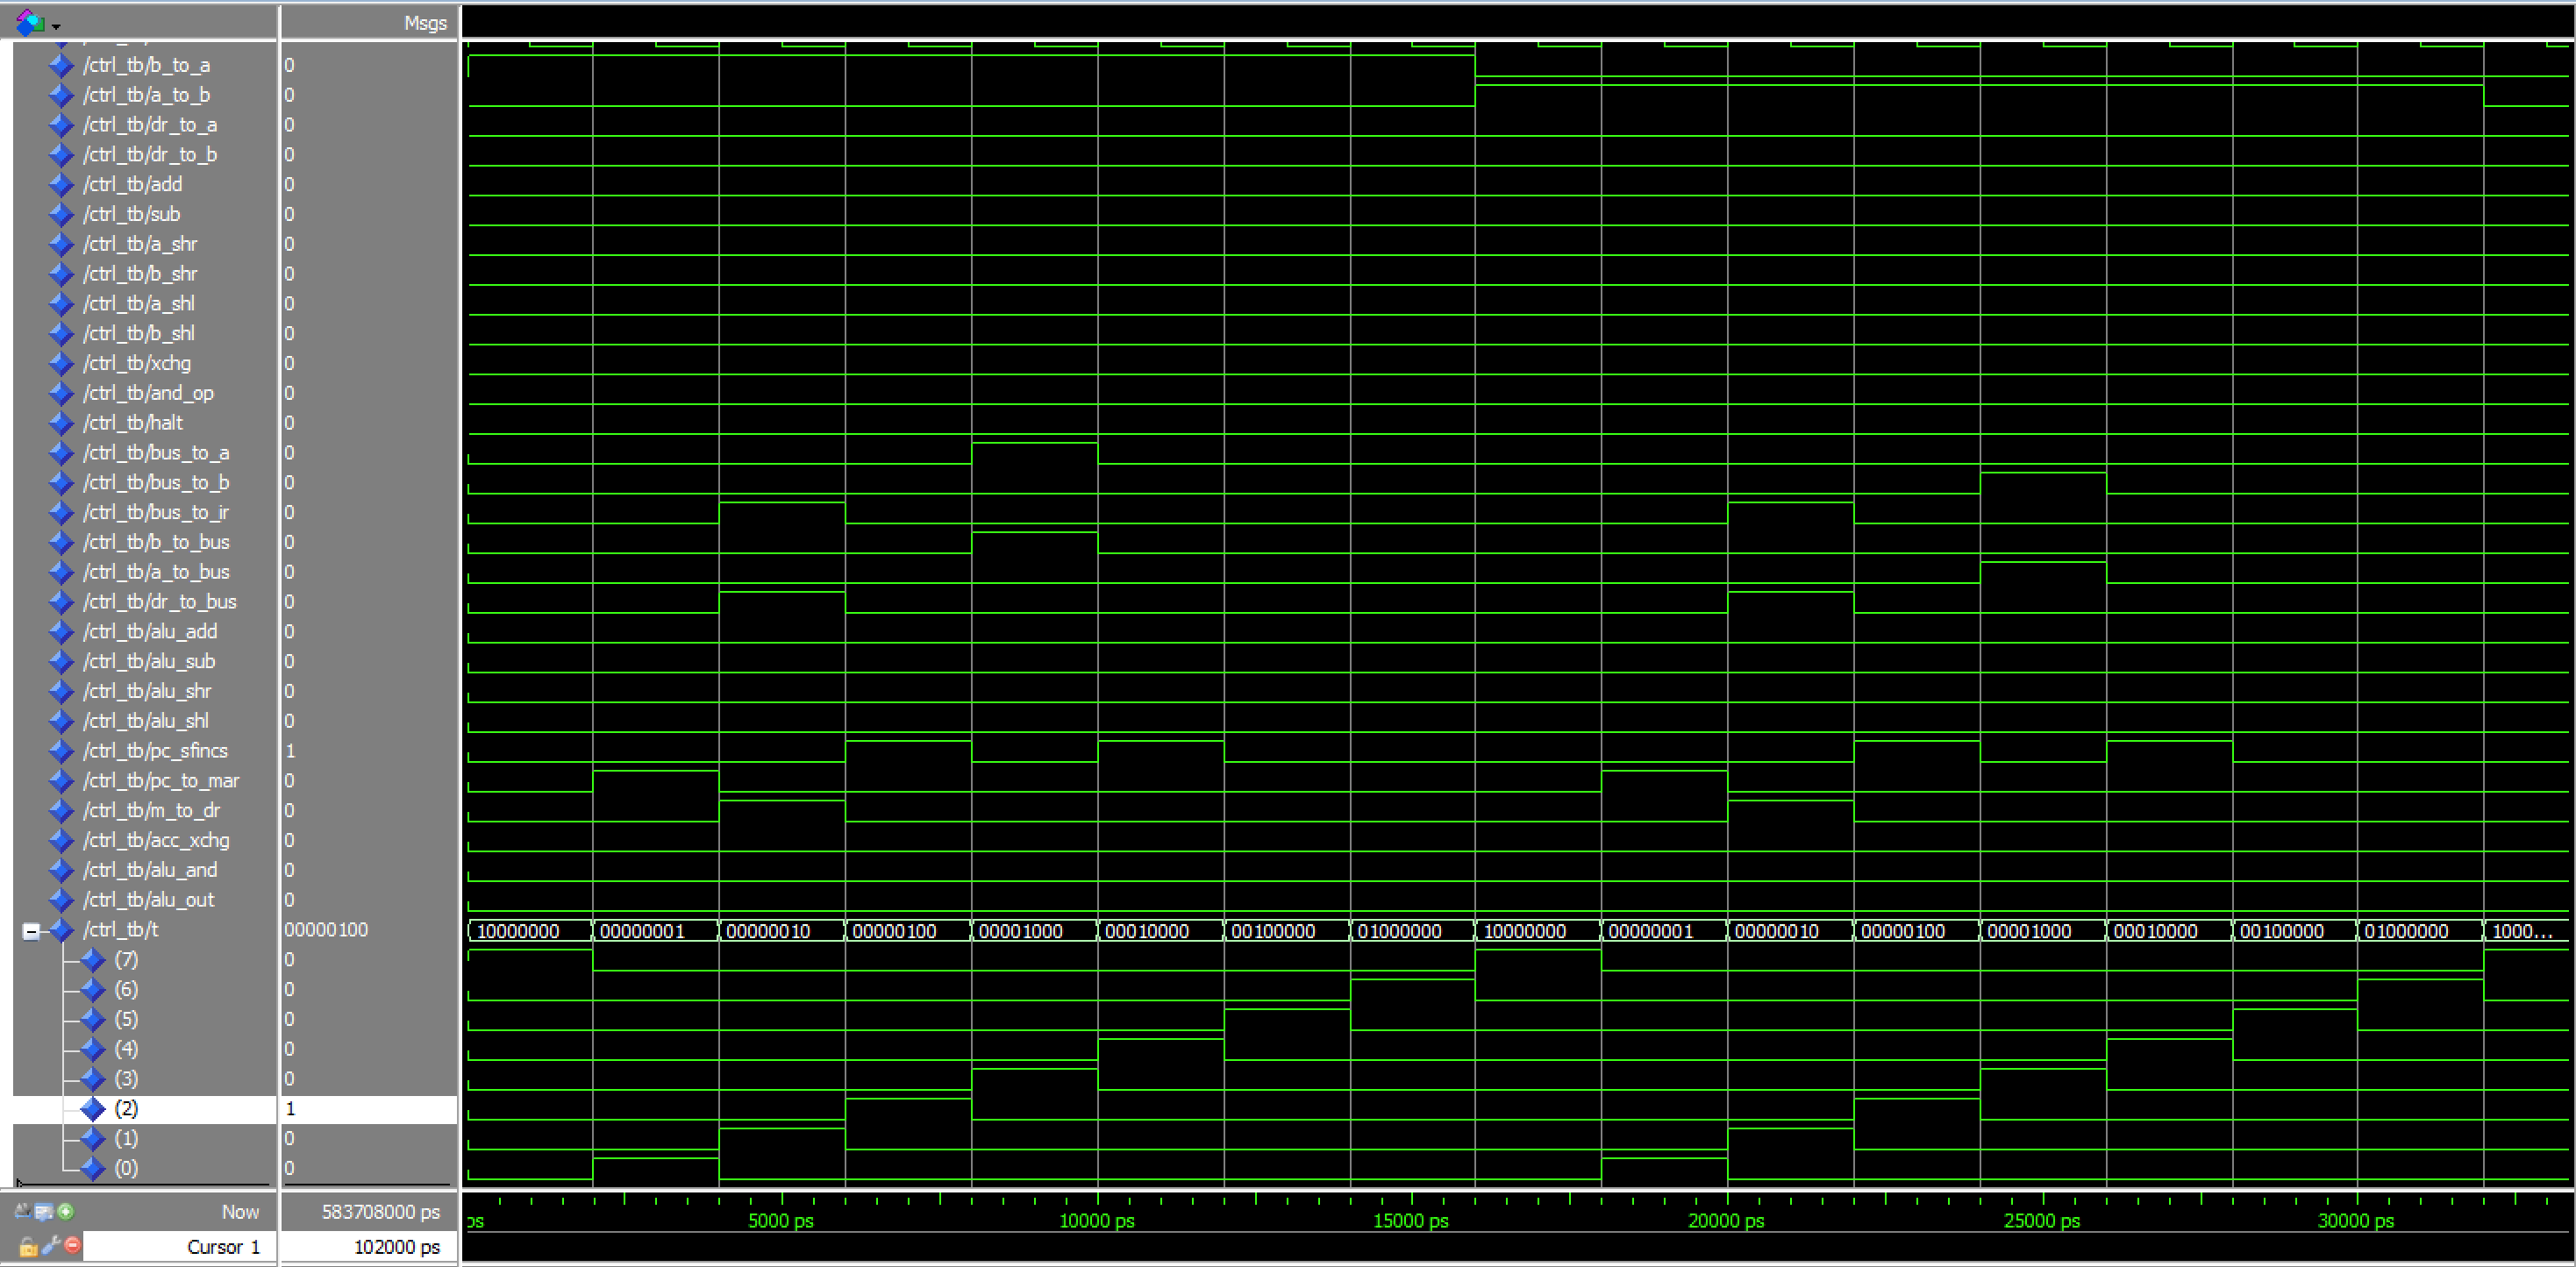 Msgs
/ctrl_tb/b_to_a 0
/ctrl_tb/a_to_b 0
/ctrl_tb/dr_to_a 0
/ctrl_tb/dr_to_b 0
/ctrl_tb/add 0
/ctrl_tb/sub 0
/ctrl_tb/a_shr 0
/ctrl_tb/b_shr 0
/ctrl_tb/a_shl 0
/ctrl_tb/b_shl 0
/ctrl_tb/xchg 0
/ctrl_tb/and_op 0
/ctrl_tb/halt 0
/ctrl_tb/bus_to_a 0
/ctrl_tb/bus_to_b 0
/ctrl_tb/bus_to_ir 0
/ctrl_tb/b_to_bus 0
/ctrl_tb/a_to_bus 0
/ctrl_tb/dr_to_bus 0
/ctrl_tb/alu_add 0
/ctrl_tb/alu_sub 0
/ctrl_tb/alu_shr 0
/ctrl_tb/alu_shl 0
/ctrl_tb/pc_sfincs 1
/ctrl_tb/pc_to_mar 0
/ctrl_tb/m_to_dr 0
/ctrl_tb/acc_xchg 0
/ctrl_tb/alu_and 0
/ctrl_tb/alu_out 0
/ctrl_tb/t 00000100 10000000 00000001 00000010 00000100 00001000 00010000 00100000 01000000 10000000 00000001 00000010 00000100 00001000 00010000 00100000 01000000 1000...
(7) 0
(6) 0
(5) 0
(4) 0
(3) 0
(2) 1
(1) 0
(0) 0
Now 583708000 ps ps 5000 ps 10000 ps 15000 ps 20000 ps 25000 ps 30000 ps
Cursor 1 102000 ps